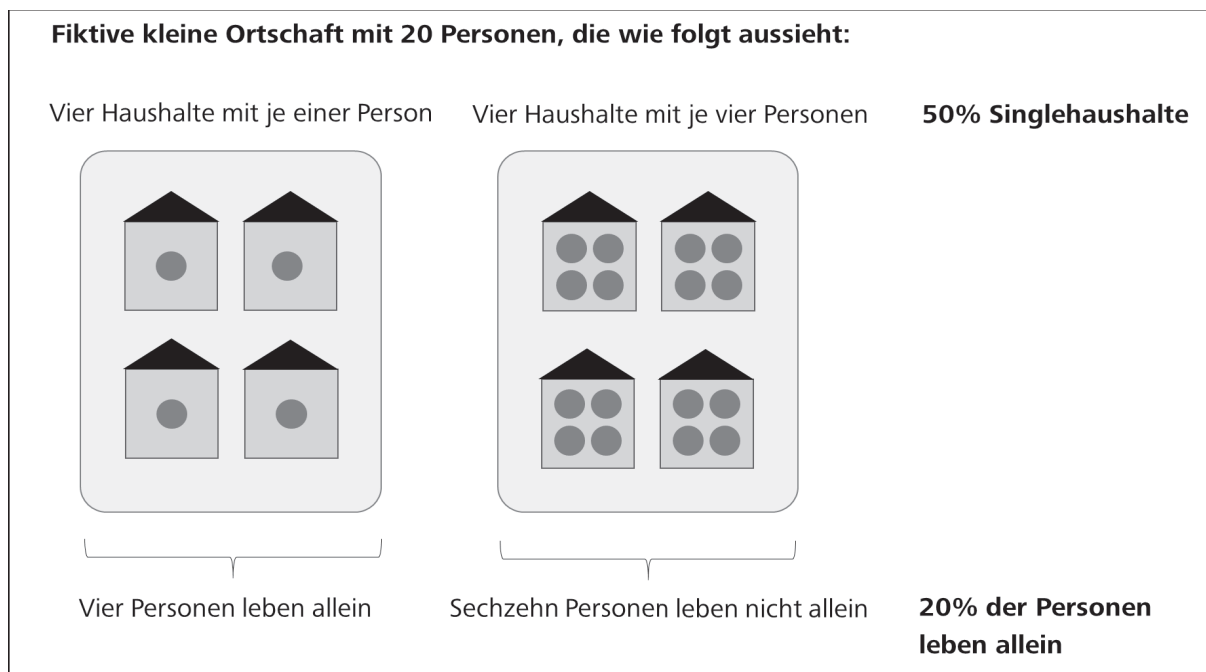 Fiktive kleine Ortschaft mit 20 Personen, die wie folgt aussieht:
Vier Haushalte mit je einer Person
Vier Haushalte mit je vier Personen
50% Singlehaushalte
Vier Personen leben allein
Sechzehn Personen leben nicht allein
20% der Personen
leben allein